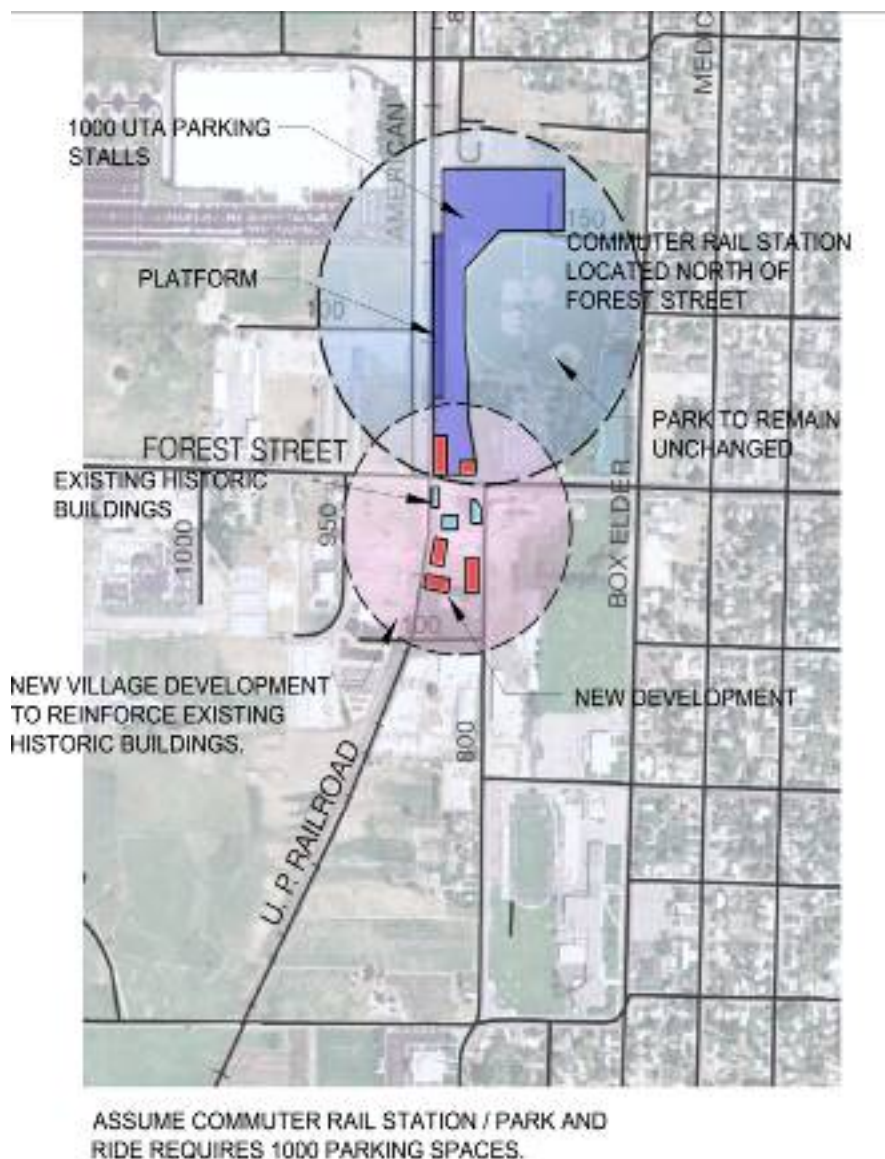 8
MEDIC
1000 UTA PARKING
STALLS
AMERICAN
150
COMMUTER RAIL STATION
LOCATED NORTH OF
FOREST STREET
PLATFORM
100
PARK TO REMAIN
UNCHANGED
FOREST STREET
EXISTING HISTORIC
BUILDINGS
1000
950
BOX ELDER
100
NEW VILLAGE DEVELOPMENT
TO REINFORCE EXISTING
HISTORIC BUILDINGS.
NEW DEVELOPMENT
800
U. P. RAILROAD
ASSUME COMMUTER RAIL STATION / PARK AND
RIDE REQUIRES 1000 PARKING SPACES.